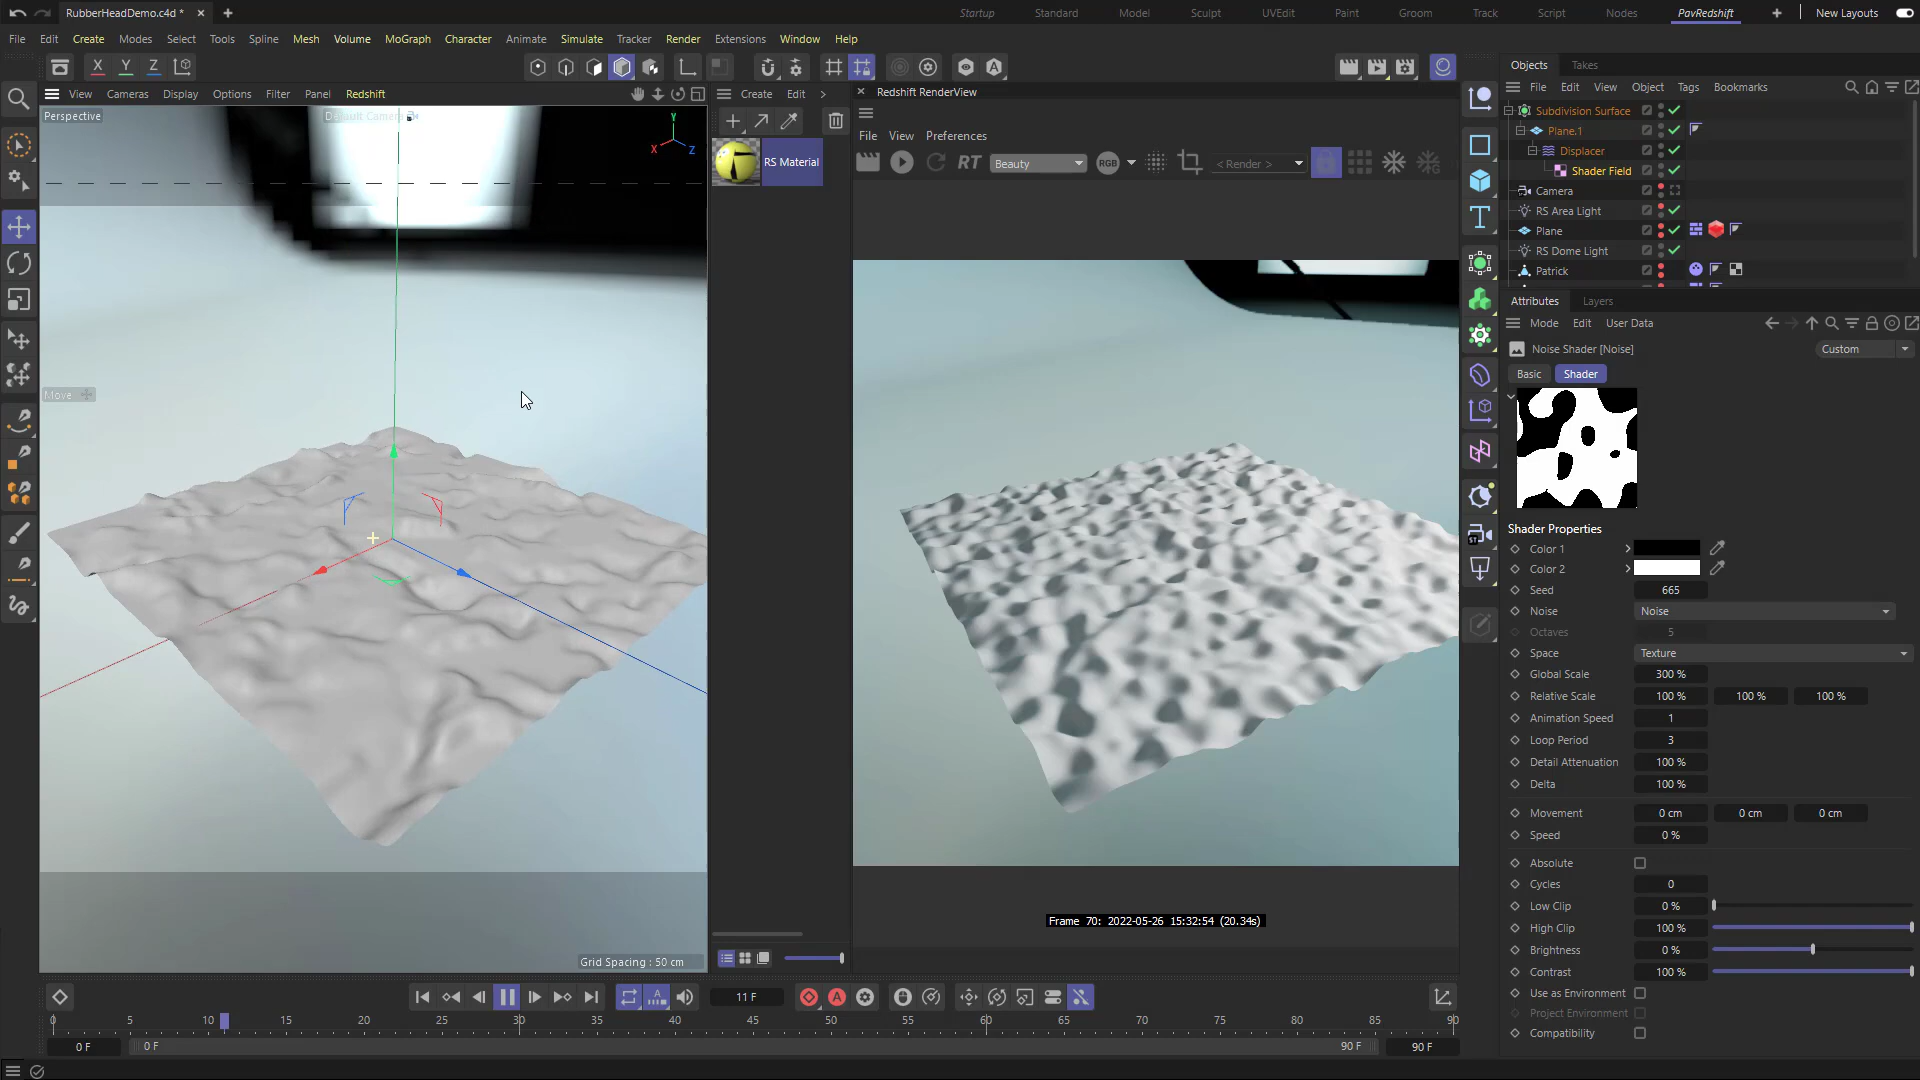 RubberHeadDemo.c4d *
Startup
Standard
Model
Sculpt
UVEdit
Paint
Groom
Track
Script
Nodes
PavRedshift
New Layouts
File Edit Create Modes Select Tools Spline Mesh Volume MoGraph Character Animate Simulate Tracker Render Extensions Window Help
X Y Z
View Cameras Display Options Filter Panel Redshift
Perspective
Default Camera
Y
X
Z
Move
Grid Spacing : 50 cm
Create Edit
RS Material
Redshift RenderView
File View Preferences
RT
Beauty
RGB
< Render >
Frame 70: 2022-05-26 15:32:54 (20.34s)
Objects Takes
File Edit View Object Tags Bookmarks
Subdivision Surface
Plane.1
Displacer
Shader Field
Camera
RS Area Light
Plane
RS Dome Light
Patrick
Attributes Layers
Mode Edit User Data
Noise Shader [Noise]
Custom
Basic Shader
Shader Properties
Color 1
Color 2
Seed 665
Noise Noise
Octaves 5
Space Texture
Global Scale 300 %
Relative Scale 100 % 100 % 100 %
Animation Speed 1
Loop Period 3
Detail Attenuation 100 %
Delta 100 %
Movement 0 cm 0 cm 0 cm
Speed 0 %
Absolute
Cycles 0
Low Clip 0 %
High Clip 100 %
Brightness 0 %
Contrast 100 %
Use as Environment
Project Environment
Compatibility
11 F
0 5 10 15 20 25 30 35 40 45 50 55 60 65 70 75 80 85 90
0 F
0 F
90 F
90 F